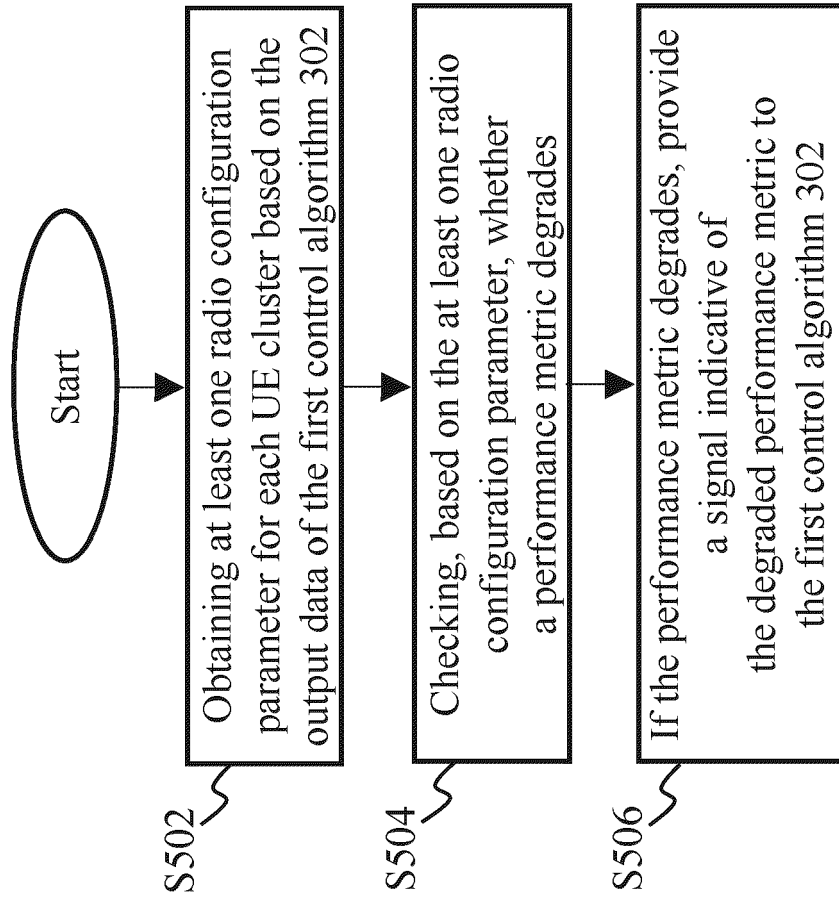 Start
S502
Obtaining at least one radio configuration
parameter for each UE cluster based on the
output data of the first control algorithm 302
S504
Checking, based on the at least one radio
configuration parameter, whether
a performance metric degrades
S506
If the performance metric degrades, provide
a signal indicative of
the degraded performance metric to
the first control algorithm 302